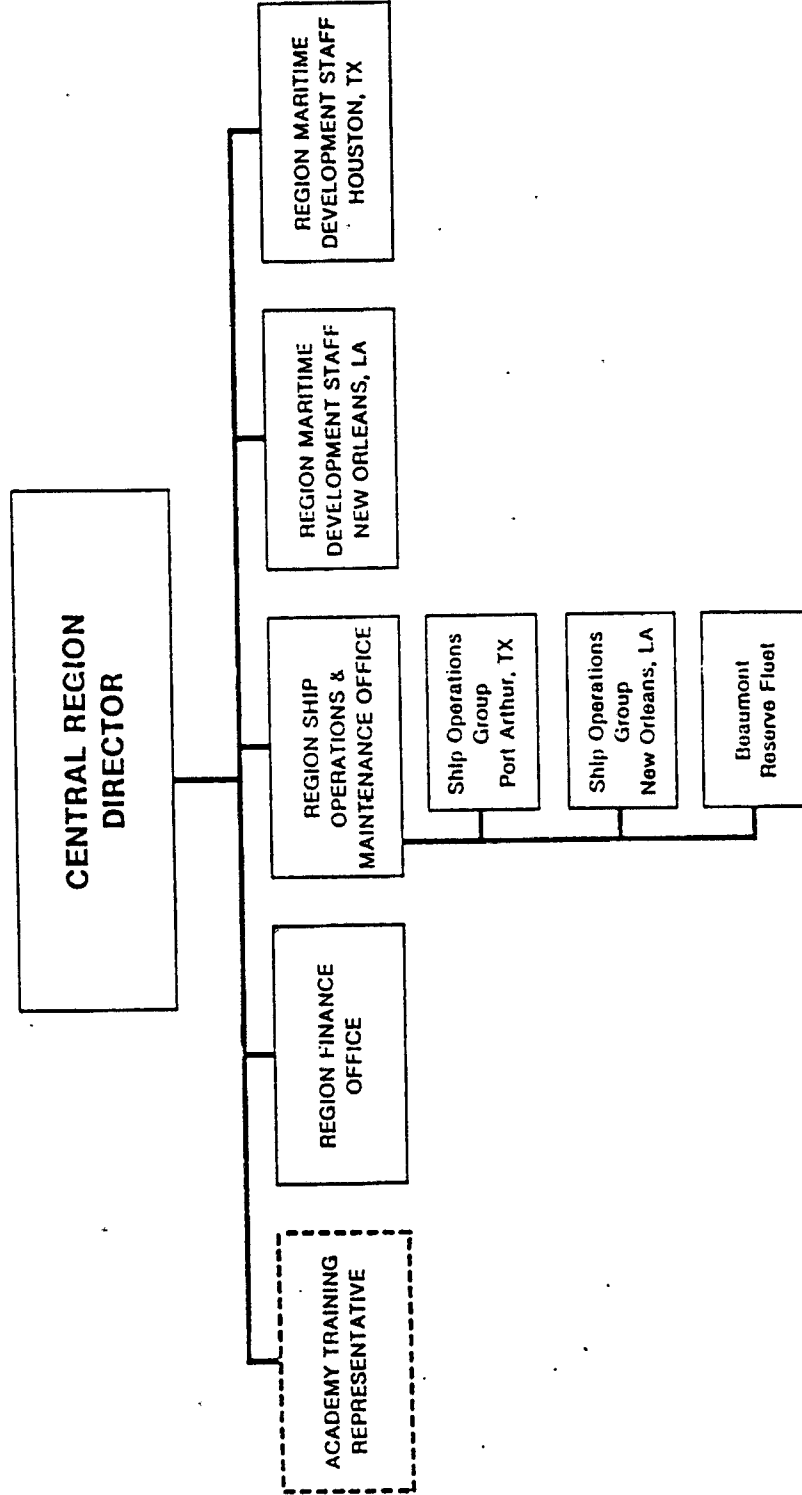 CENTRAL REGION
DIRECTOR
ACADEMY TRAINING
REPRESENTATIVE
REGION FINANCE
OFFICE
REGION SHIP
OPERATIONS &
MAINTENANCE OFFICE
Ship Operations
Group
Port Arthur, TX
Ship Operations
Group
New Orleans, LA
Beaumont
Reserve Fleet
REGION MARITIME
DEVELOPMENT STAFF
NEW ORLEANS, LA
REGION MARITIME
DEVELOPMENT STAFF
HOUSTON, TX